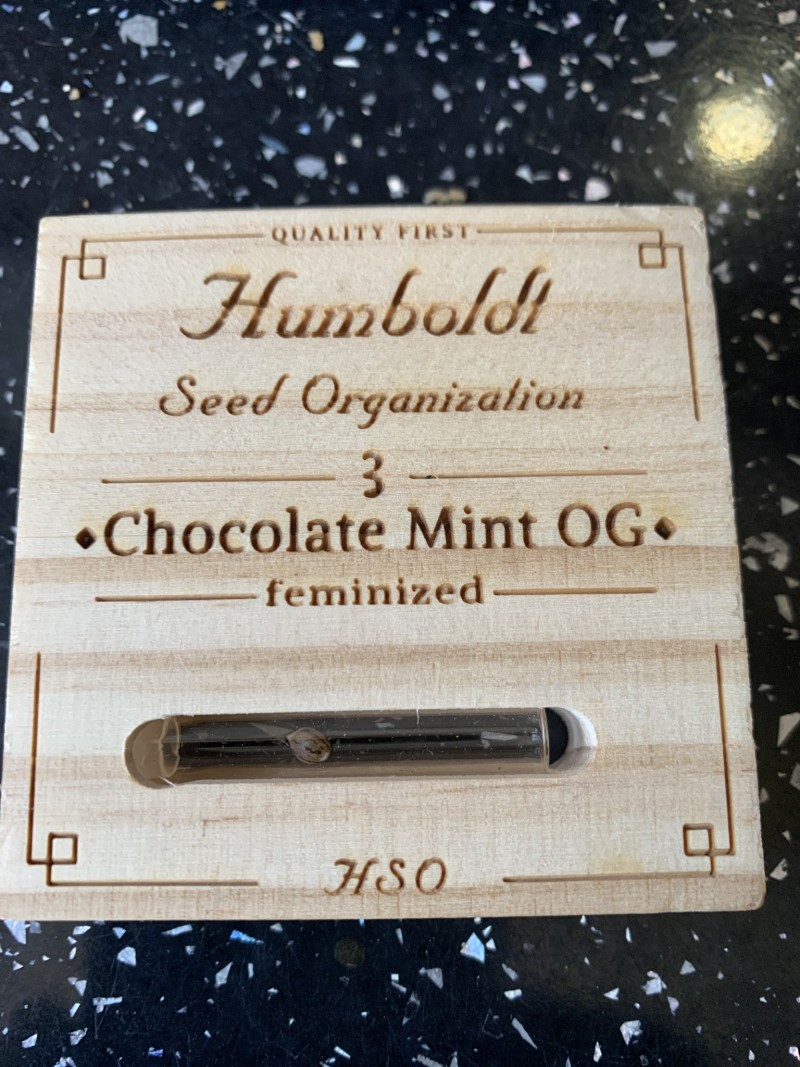 QUALITY FIRST
Humboldt
Seed Organization
3
Chocolate Mint OG
feminized
HSO